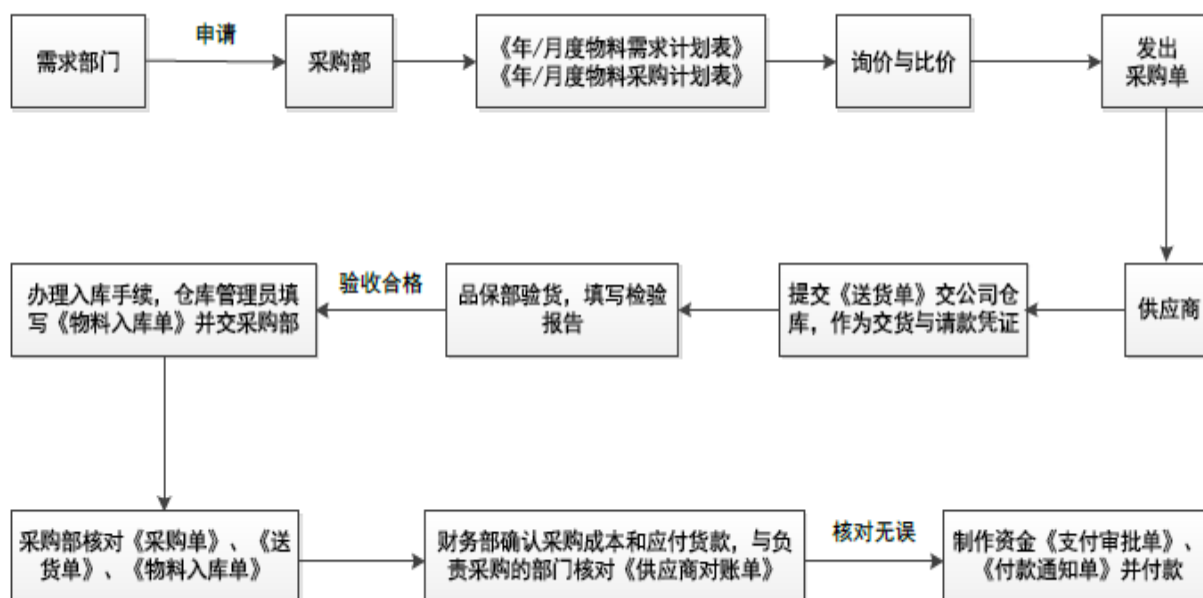 申请
需求部门
采购部
《年/月度物料需求计划表》
《年/月度物料采购计划表》
询价与比价
发出
采购单
供应商
提交《送货单》交公司仓
库，作为交货与请款凭证
品保部验货，填写检验
报告
验收合格
办理入库手续，仓库管理员填
写《物料入库单》并交采购部
采购部核对《采购单》、《送
货单》、《物料入库单》
财务部确认采购成本和应付货款，与负
责采购的部门核对《供应商对账单》
核对无误
制作资金《支付审批单》、
《付款通知单》并付款